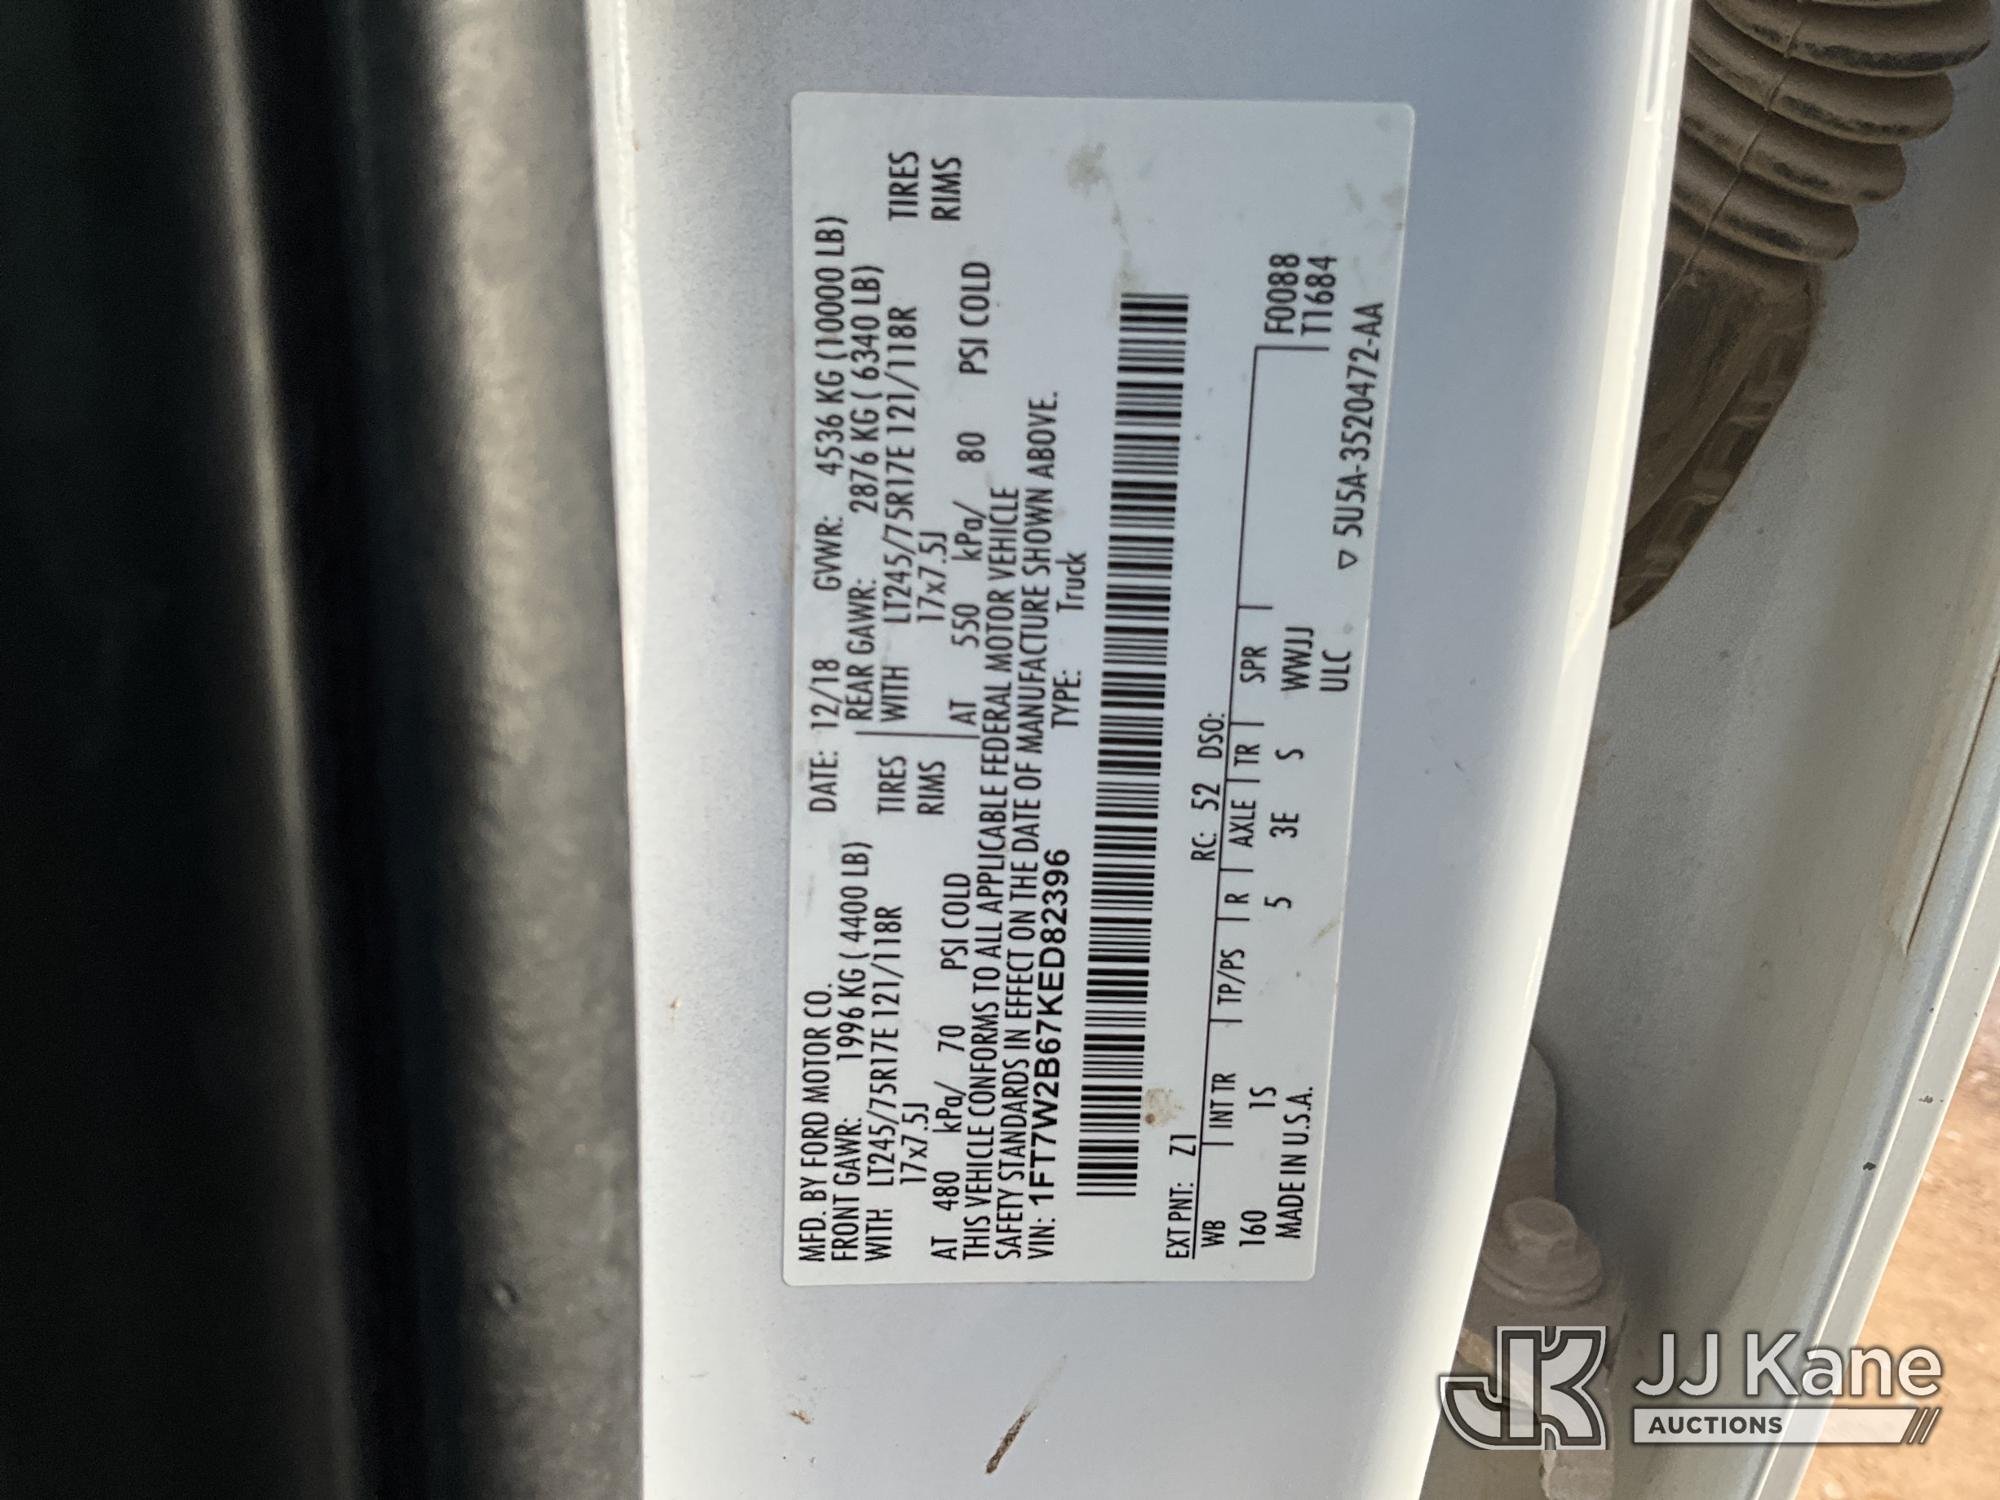 MFD. BY FORD MOTOR CO.
DATE: 12/18 GVWR: 4536 KG (10000 LB)
FRONT GAWR: 1996 KG ( 4400 LB)
REAR GAWR: 2876 KG ( 6340 LB)
WITH LT245/75R17E 121/118R TIRES
WITH LT245/75R17E 121/118R TIRES
17x7.5J RIMS
17x7.5J RIMS
AT 480 kPa/ 70 PSI COLD
AT 550 kPa/ 80 PSI COLD
THIS VEHICLE CONFORMS TO ALL APPLICABLE FEDERAL MOTOR VEHICLE
SAFETY STANDARDS IN EFFECT ON THE DATE OF MANUFACTURE SHOWN ABOVE.
VIN: 1FT7W2B67KED82396 TYPE: Truck
EXT PNT: Z1 RC: 52 DSO:
WB INT TR TP/PS R AXLE TR SPR F0088
T1684
160 1S 5 3E S WWJJ
MADE IN U.S.A. ULC 5U5A-3520472-AA
JK JJ Kane
AUCTIONS